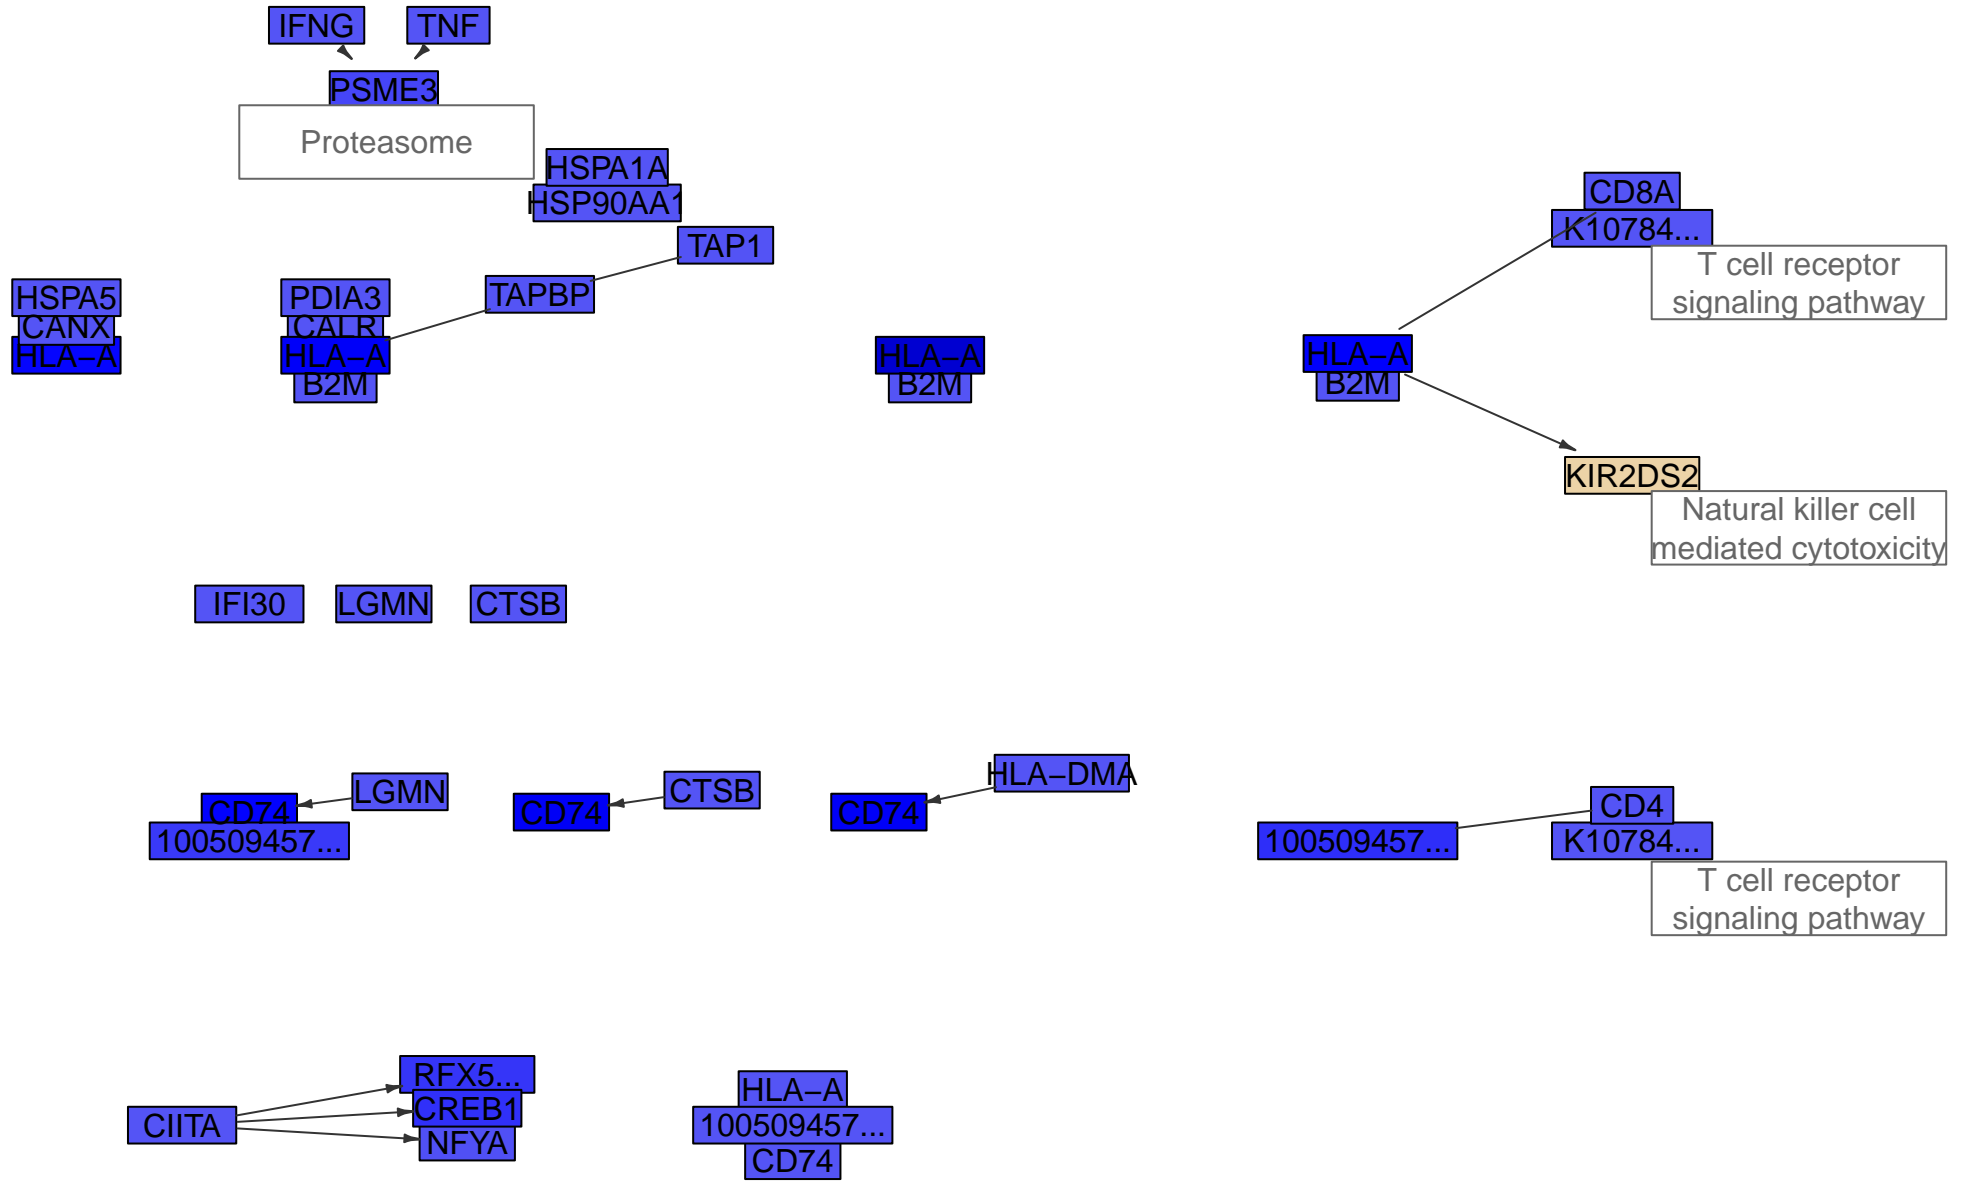 IFNG
TNF
PSME3
Proteasome
HSPA1A
HSP90AA1
TAP1
TAPBP
CD8A
K10784...
T cell receptor
signaling pathway
HSPA5
CANX
HLA−A
PDIA3
CALR
HLA−A
B2M
HLA−A
B2M
HLA−A
B2M
KIR2DS2
Natural killer cell
mediated cytotoxicity
IFI30
LGMN
CTSB
LGMN
CD74
100509457...
CTSB
CD74
HLA−DMA
CD74
CD4
100509457...
K10784...
T cell receptor
signaling pathway
RFX5...
CREB1
CIITA
NFYA
HLA−A
100509457...
CD74